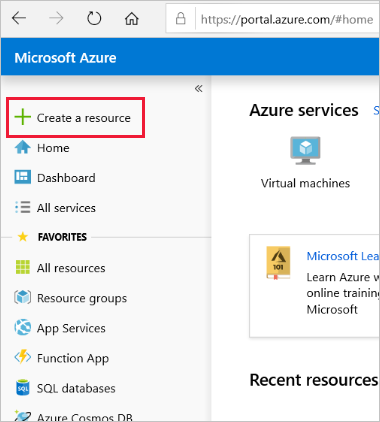 https://portal.azure.com/#home
Microsoft Azure
«
Create a resource
Home
Dashboard
All services
FAVORITES
All resources
Resource groups
App Services
Function App
SQL databases
Azure Cosmos DB
Azure services S
Virtual machines
101
Microsoft Lea
Learn Azure w
online training
Microsoft
Recent resources